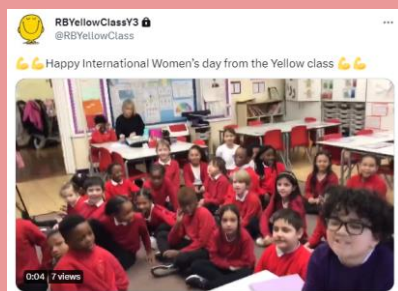 RBYellowClassY3 🔒
@RBYellowClass
💪💪Happy International Women's day from the Yellow class 💪💪
0:04 7 views